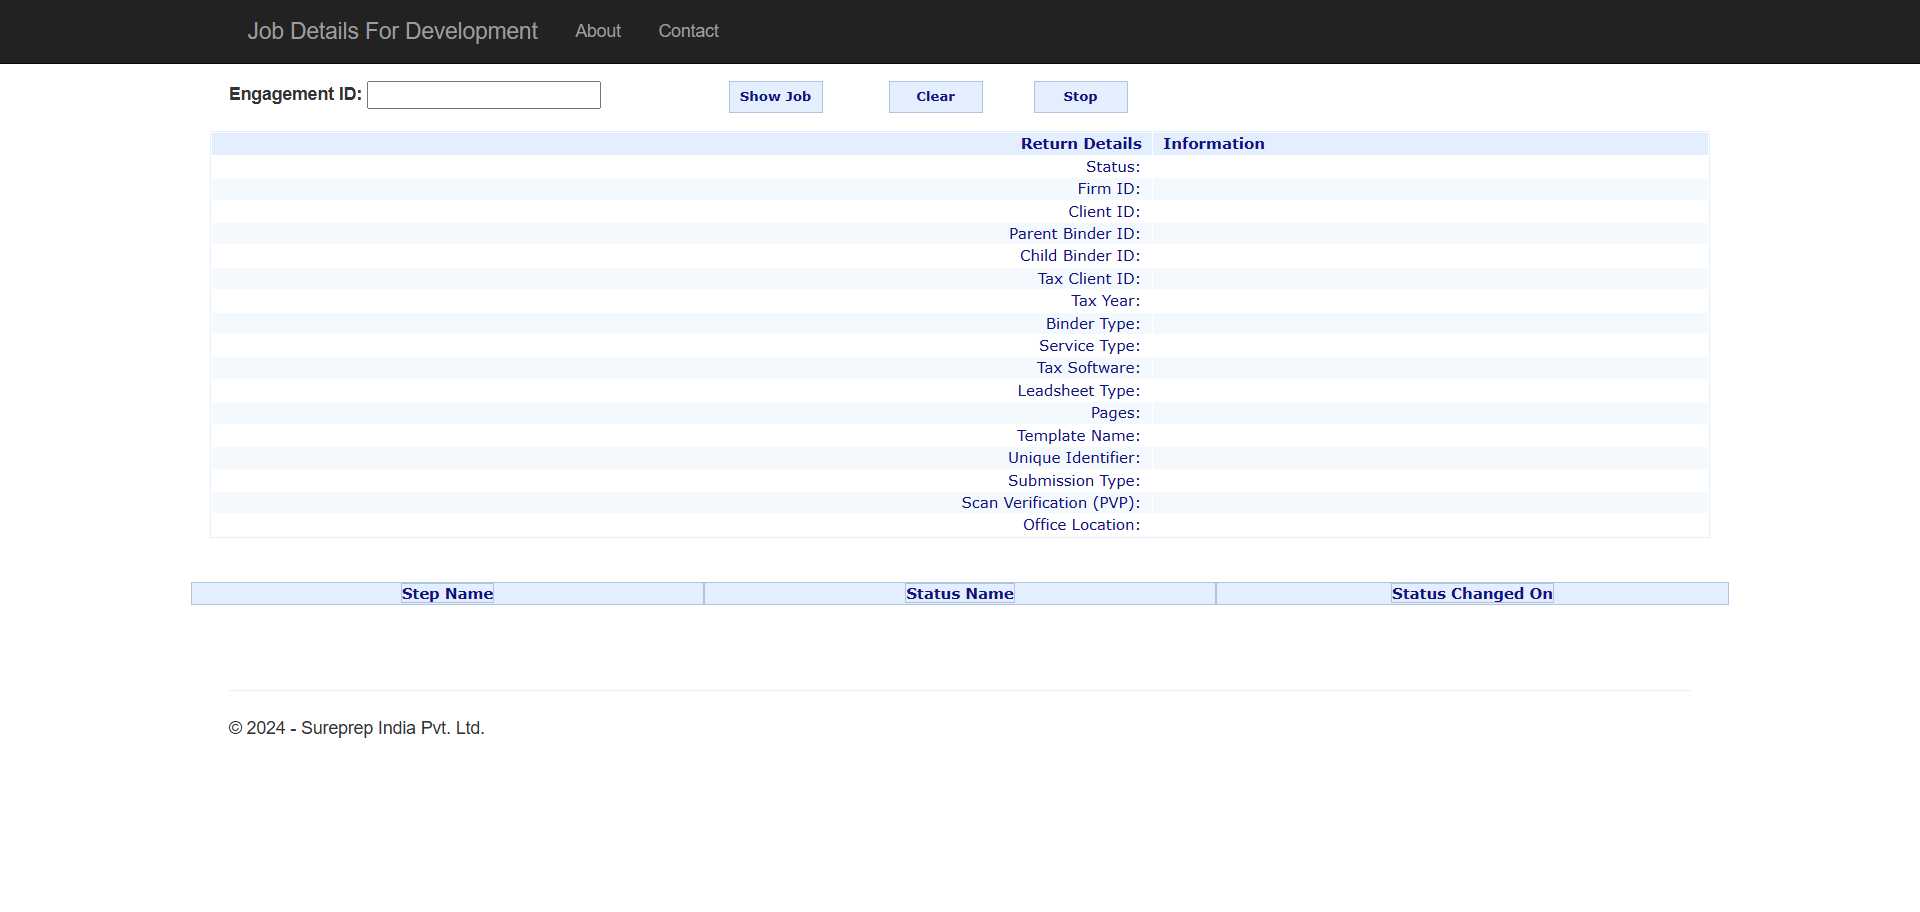 Job Details For Development About Contact
Engagement ID: Show Job Clear Stop
Return Details Information
Status:
Firm ID:
Client ID:
Parent Binder ID:
Child Binder ID:
Tax Client ID:
Tax Year:
Binder Type:
Service Type:
Tax Software:
Leadsheet Type:
Pages:
Template Name:
Unique Identifier:
Submission Type:
Scan Verification (PVP):
Office Location:
Step Name Status Name Status Changed On
© 2024 - Sureprep India Pvt. Ltd.